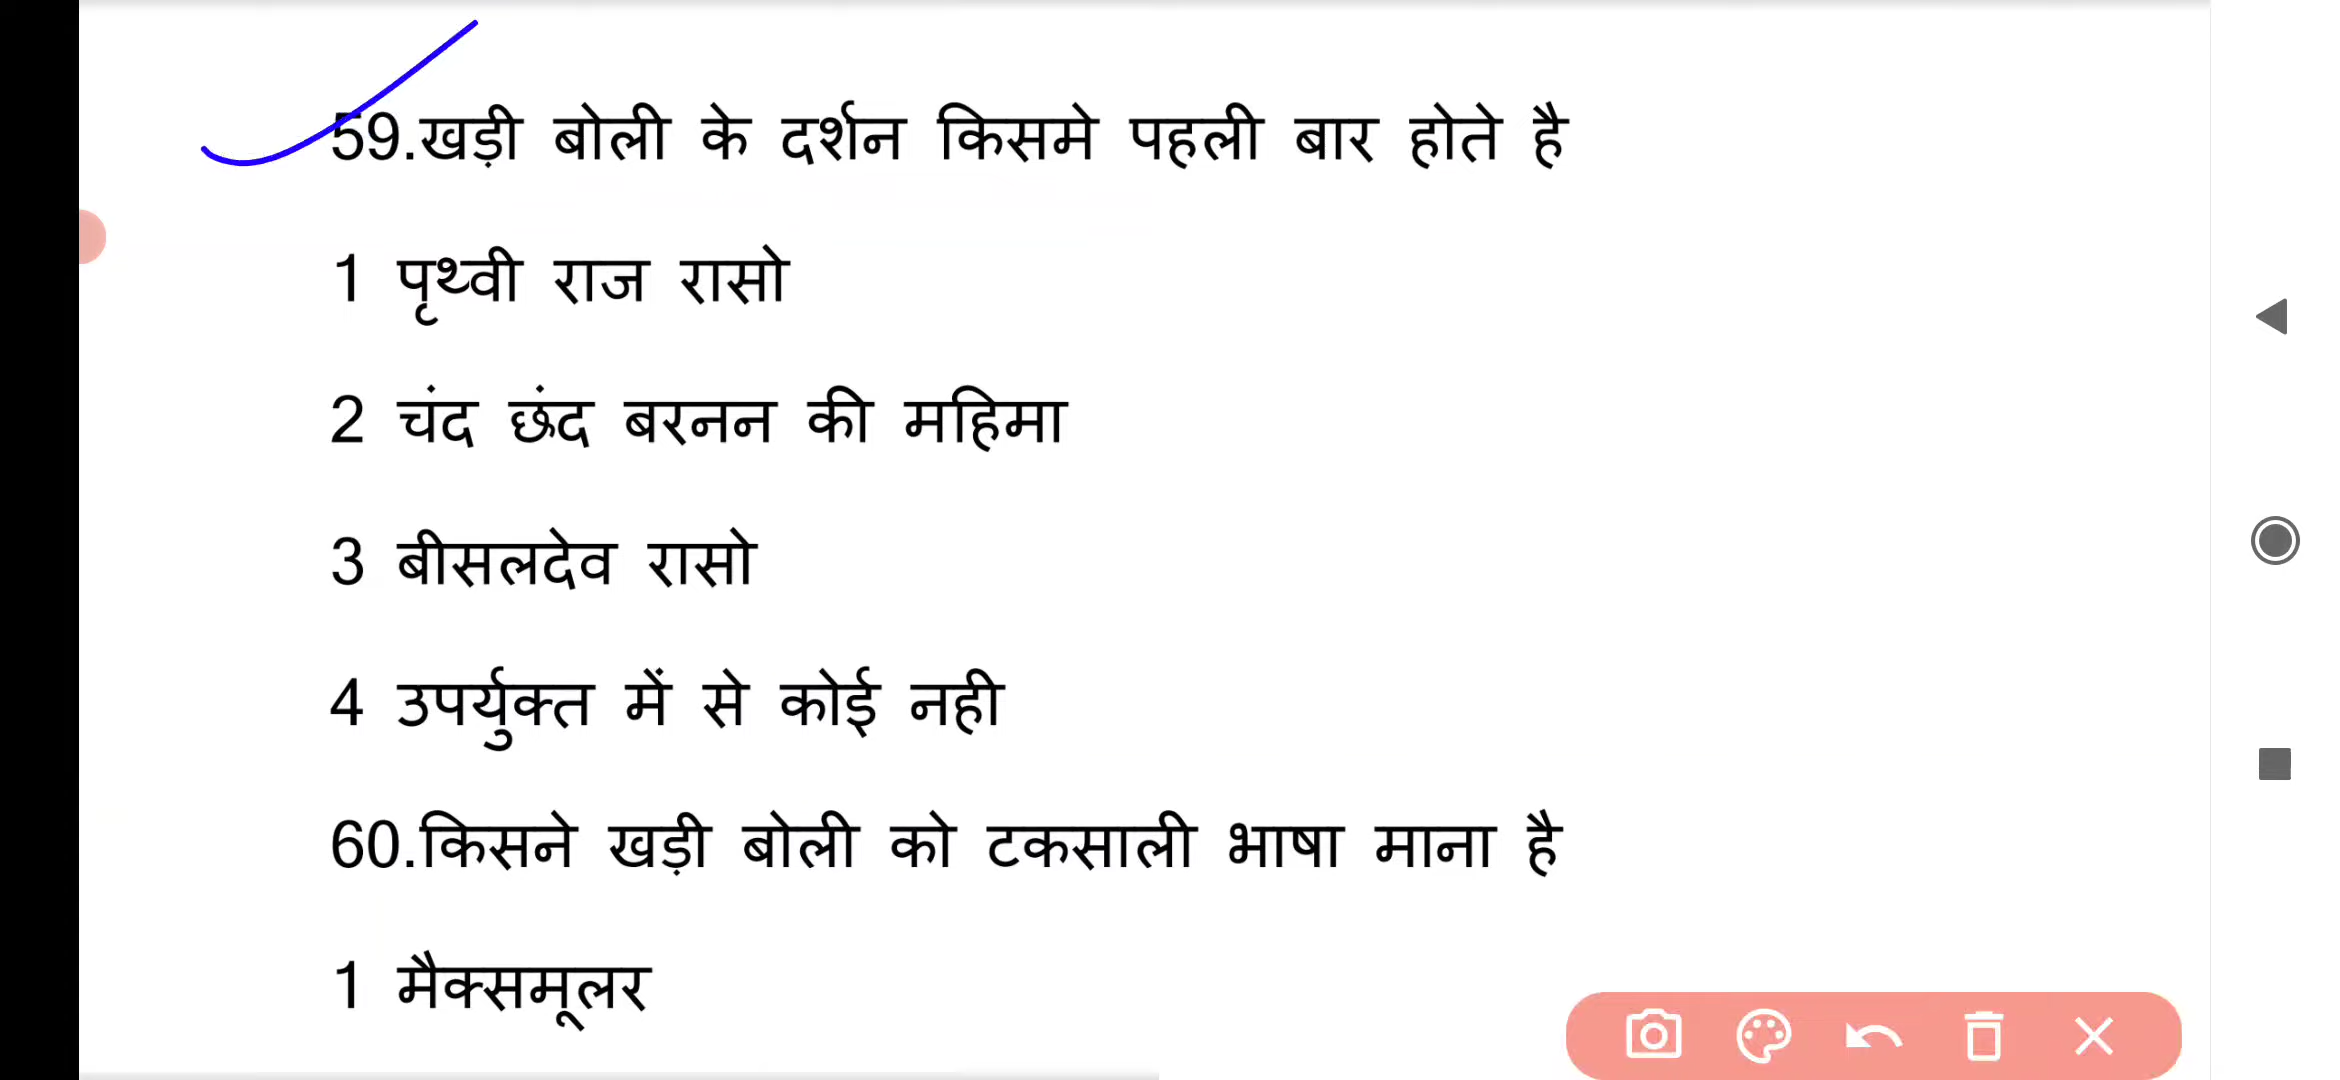 59.खड़ी बोली के दर्शन किसमे पहली बार होते है
1 पृथ्वी राज रासो
2 चंद छंद बरनन की महिमा
3 बीसलदेव रासो
4 उपर्युक्त में से कोई नही
60.किसने खड़ी बोली को टकसाली भाषा माना है
1 मैक्समूलर